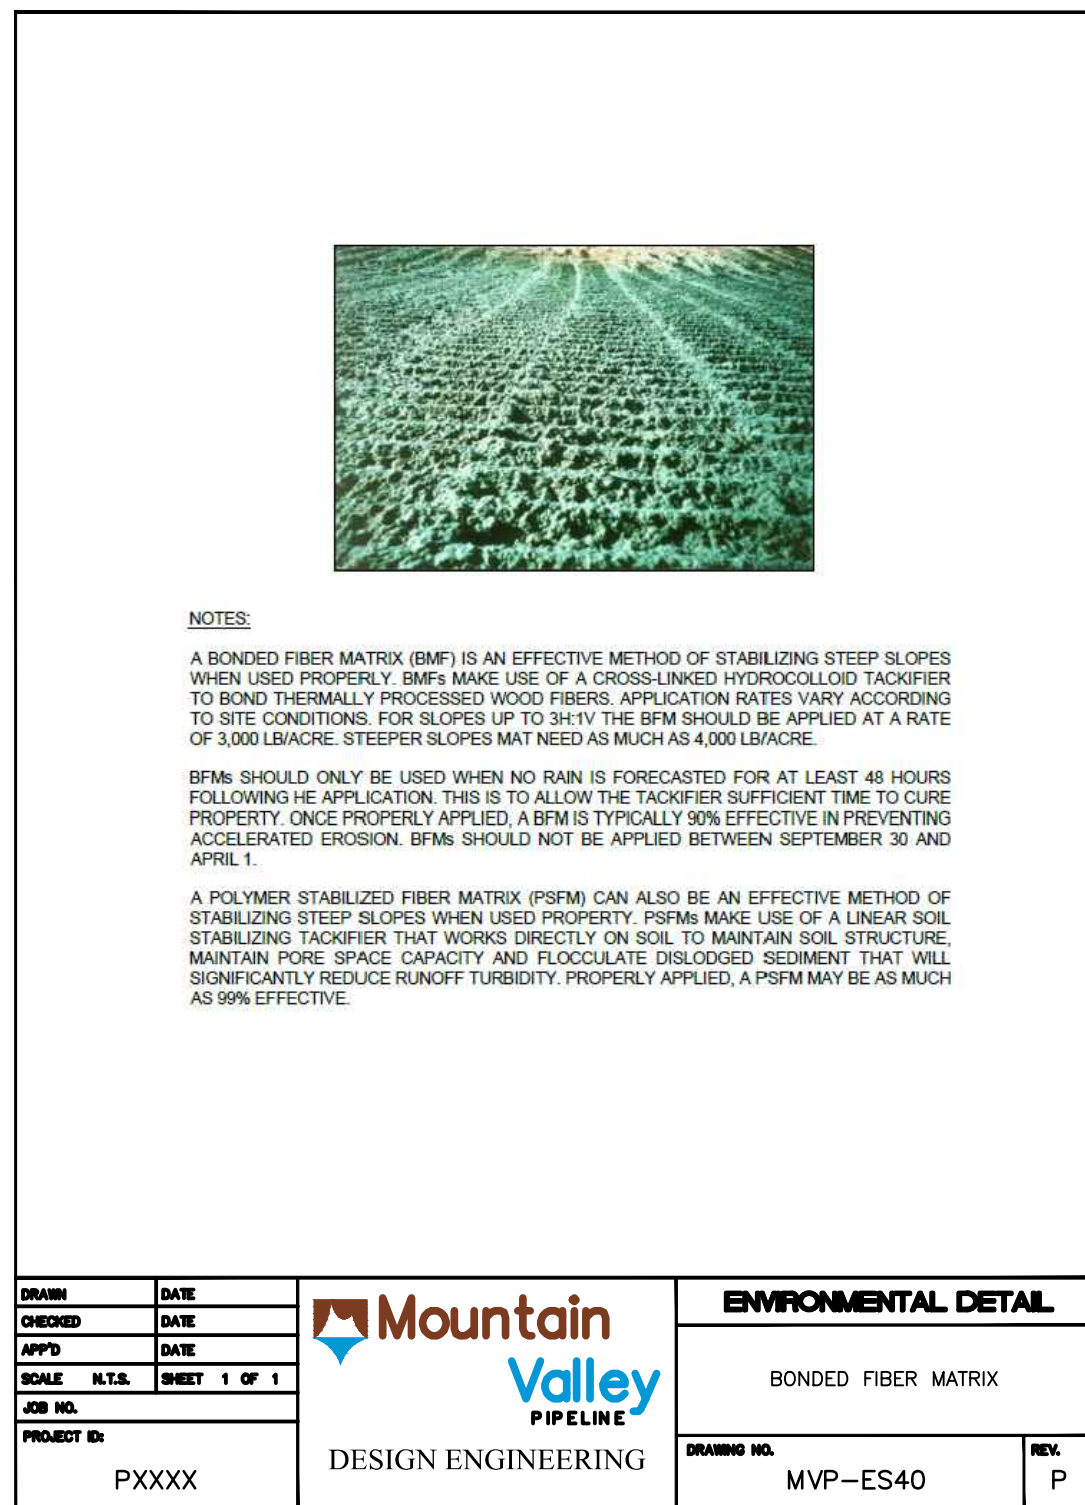 NOTES:
A BONDED FIBER MATRIX (BMF) IS AN EFFECTIVE METHOD OF STABILIZING STEEP SLOPES
WHEN USED PROPERLY. BMFs MAKE USE OF A CROSS-LINKED HYDROCOLLOID TACKIFIER
TO BOND THERMALLY PROCESSED WOOD FIBERS. APPLICATION RATES VARY ACCORDING
TO SITE CONDITIONS. FOR SLOPES UP TO 3H:1V THE BFM SHOULD BE APPLIED AT A RATE
OF 3,000 LB/ACRE. STEEPER SLOPES MAT NEED AS MUCH AS 4,000 LB/ACRE.
BFMs SHOULD ONLY BE USED WHEN NO RAIN IS FORECASTED FOR AT LEAST 48 HOURS
FOLLOWING HE APPLICATION. THIS IS TO ALLOW THE TACKIFIER SUFFICIENT TIME TO CURE
PROPERTY. ONCE PROPERLY APPLIED, A BFM IS TYPICALLY 90% EFFECTIVE IN PREVENTING
ACCELERATED EROSION. BFMs SHOULD NOT BE APPLIED BETWEEN SEPTEMBER 30 AND
APRIL 1.
A POLYMER STABILIZED FIBER MATRIX (PSFM) CAN ALSO BE AN EFFECTIVE METHOD OF
STABILIZING STEEP SLOPES WHEN USED PROPERTY. PSFMs MAKE USE OF A LINEAR SOIL
STABILIZING TACKIFIER THAT WORKS DIRECTLY ON SOIL TO MAINTAIN SOIL STRUCTURE,
MAINTAIN PORE SPACE CAPACITY AND FLOCCULATE DISLODGED SEDIMENT THAT WILL
SIGNIFICANTLY REDUCE RUNOFF TURBIDITY. PROPERLY APPLIED, A PSFM MAY BE AS MUCH
AS 99% EFFECTIVE.
DRAWN DATE
CHECKED DATE
APP'D DATE
SCALE N.T.S. SHEET 1 OF 1
JOB NO.
PROJECT ID:
PXXXX
Mountain
Valley
PIPELINE
DESIGN ENGINEERING
ENVIRONMENTAL DETAIL
BONDED FIBER MATRIX
DRAWING NO. REV.
MVP-ES40 P